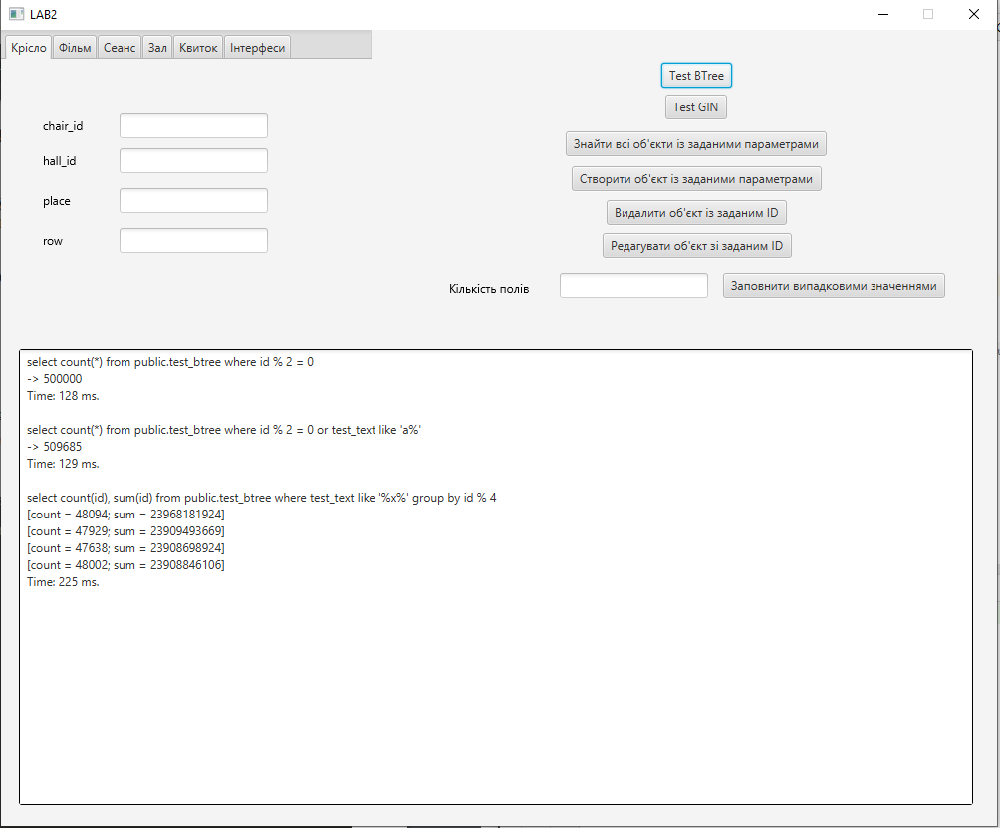 LAB2
Крісло Фільм Сеанс Зал Квиток Інтерфеси
Test BTree
Test GIN
chair_id
Знайти всі об'єкти із заданими параметрами
hall_id
Створити об'єкт із заданими параметрами
place
Видалити об'єкт із заданим ID
row
Редагувати об'єкт зі заданим ID
Кількість полів
Заповнити випадковими значеннями
select count(*) from public.test_btree where id % 2 = 0
-> 500000
Time: 128 ms.
select count(*) from public.test_btree where id % 2 = 0 or test_text like 'a%'
-> 509685
Time: 129 ms.
select count(id), sum(id) from public.test_btree where test_text like '%x%' group by id % 4
[count = 48094; sum = 23968181924]
[count = 47929; sum = 23909493669]
[count = 47638; sum = 23908698924]
[count = 48002; sum = 23908846106]
Time: 225 ms.